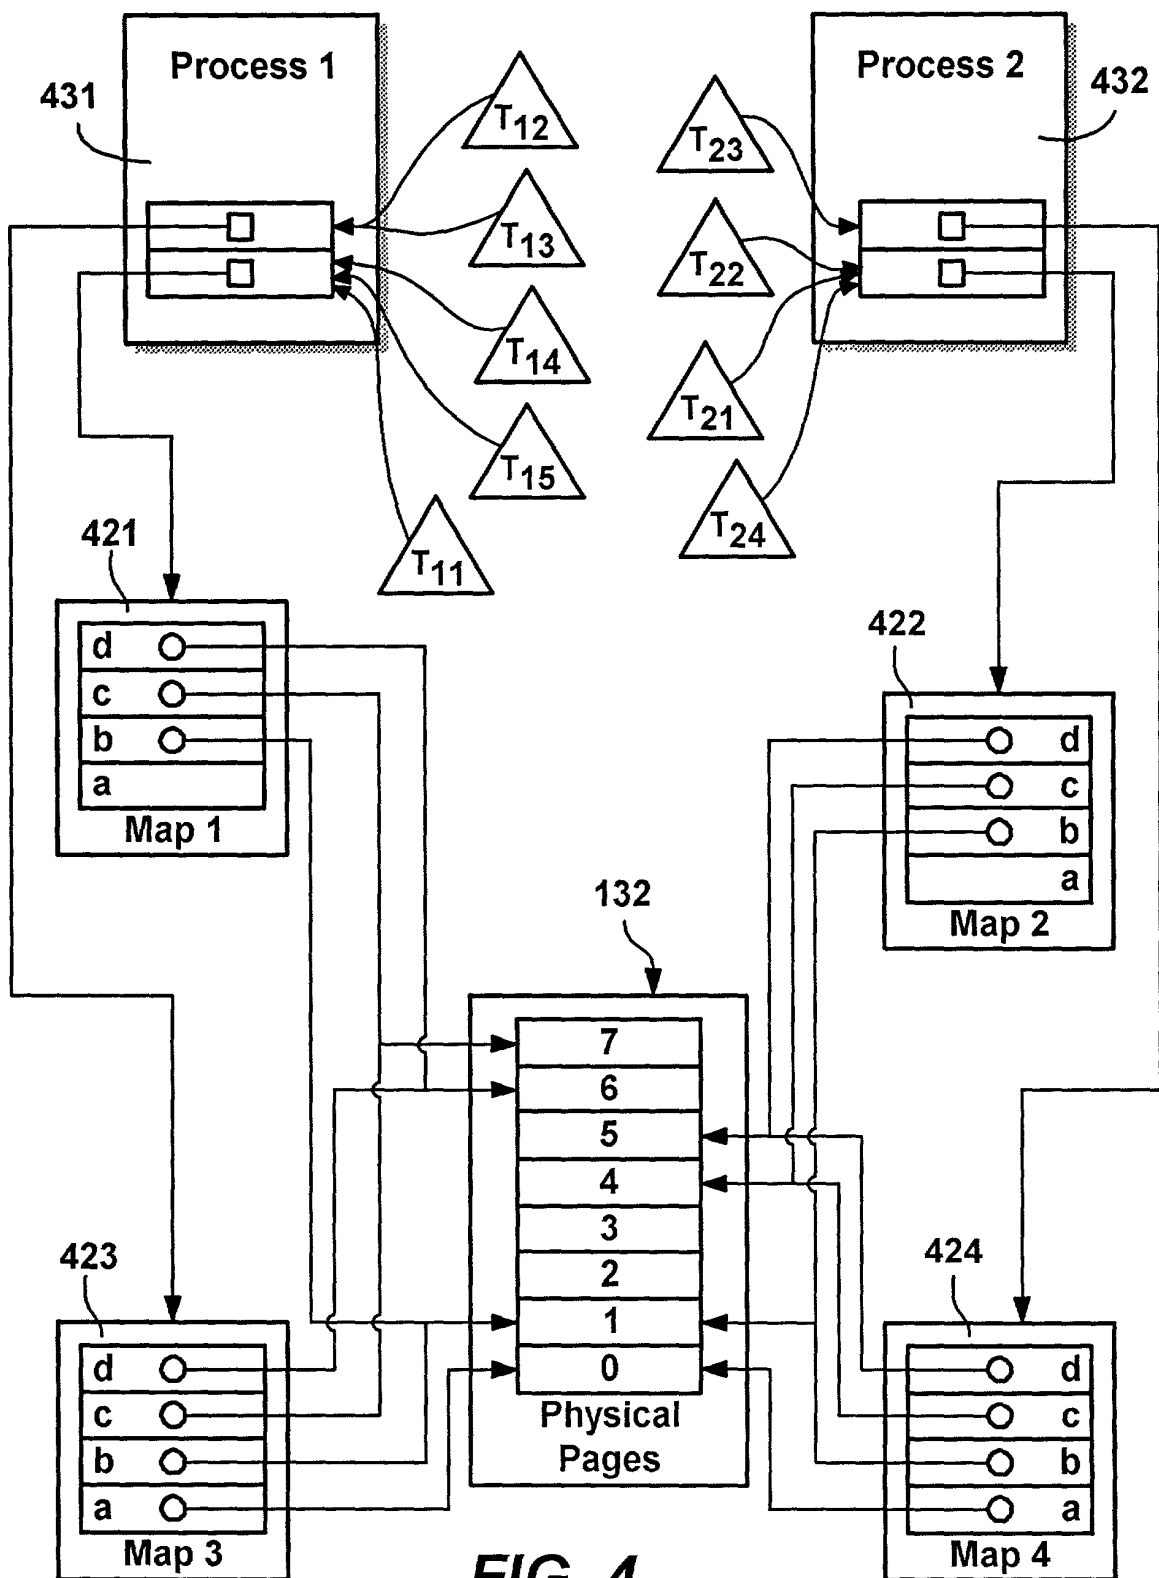 Process 1
Process 2
431
432
T12
T23
T13
T22
T14
T21
T15
T24
T11
421
d
c
b
a
Map 1
422
d
c
b
a
Map 2
132
7
6
5
4
3
2
1
0
Physical
Pages
423
d
c
b
a
Map 3
424
d
c
b
a
Map 4
FIG. 4